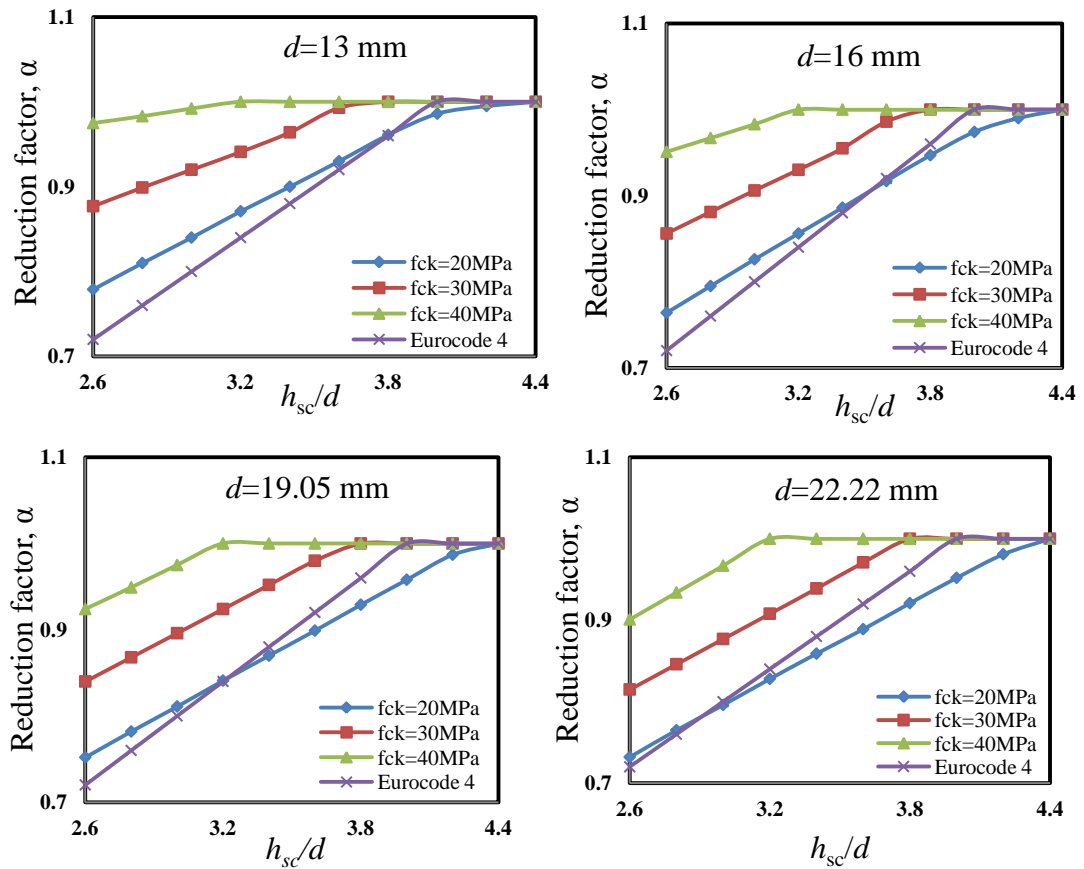 d=13 mm
Reduction factor, α
1.1
0.9
0.7
fck=20MPa
fck=30MPa
fck=40MPa
Eurocode 4
2.6 3.2 3.8 4.4
hsc/d
d=16 mm
Reduction factor, α
1.1
0.9
0.7
fck=20MPa
fck=30MPa
fck=40MPa
Eurocode 4
2.6 3.2 3.8 4.4
hsc/d
d=19.05 mm
Reduction factor, α
1.1
0.9
0.7
fck=20MPa
fck=30MPa
fck=40MPa
Eurocode 4
2.6 3.2 3.8 4.4
hsc/d
d=22.22 mm
Reduction factor, α
1.1
0.9
0.7
fck=20MPa
fck=30MPa
fck=40MPa
Eurocode 4
2.6 3.2 3.8 4.4
hsc/d